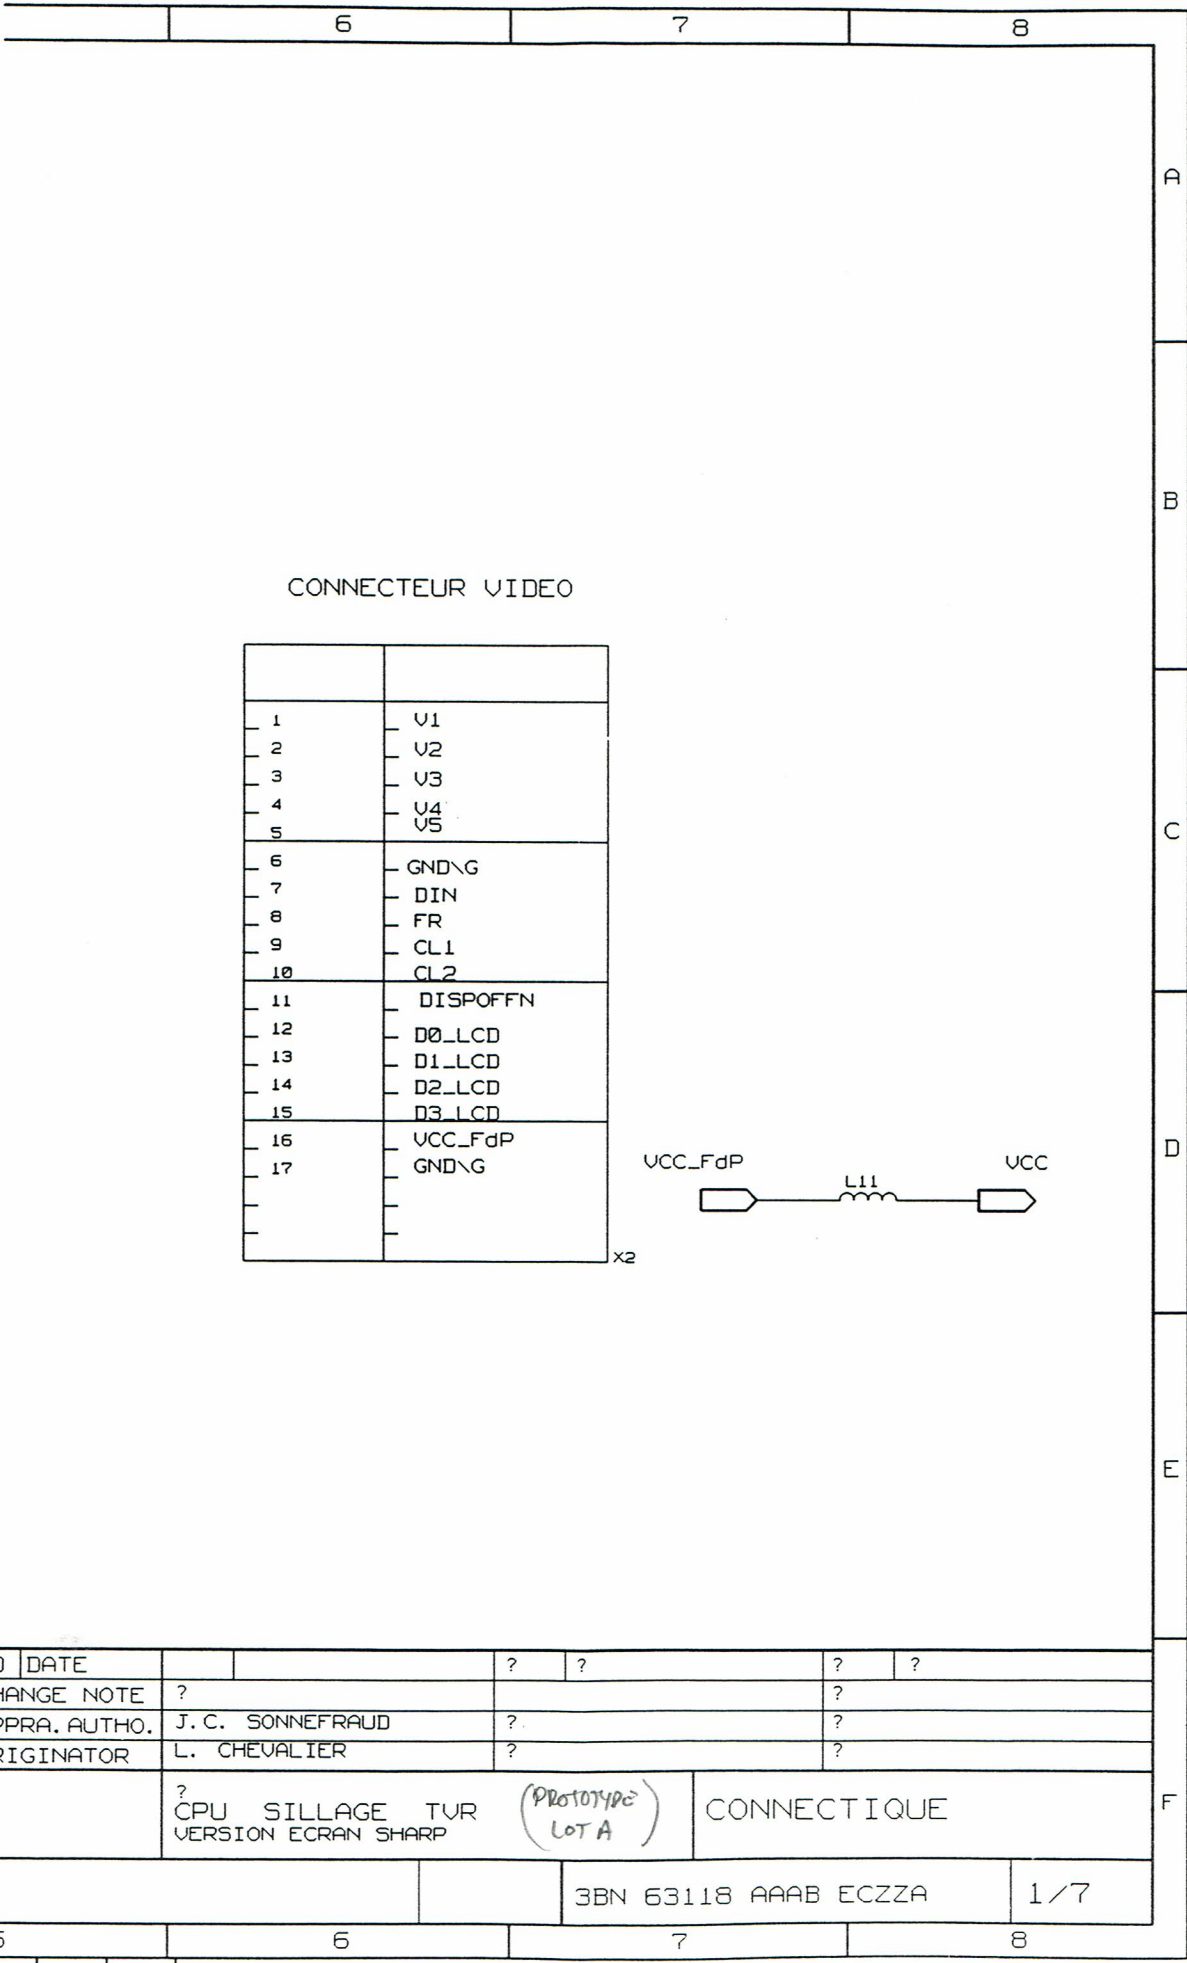 6 7 8
A
B
CONNECTEUR VIDEO
1 V1
2 V2
3 V3
4 V4
5 V5
6 GND\G
7 DIN
8 FR
9 CL1
10 CL2
11 DISPOFFN
12 D0_LCD
13 D1_LCD
14 D2_LCD
15 D3_LCD
16 VCC_FdP
17 GND\G
X2
C
VCC_FdP L11 VCC
D
E
DATE ? ? ? ?
HANGE NOTE ? ?
PPRA. AUTHO. J.C. SONNEFRAUD ? ?
RIGINATOR L. CHEVALIER ? ?
?
CPU SILLAGE TVR
VERSION ECRAN SHARP
(PROTOTYPE
LOT A)
CONNECTIQUE
F
3BN 63118 AAAB ECZZA 1/7
6 7 8